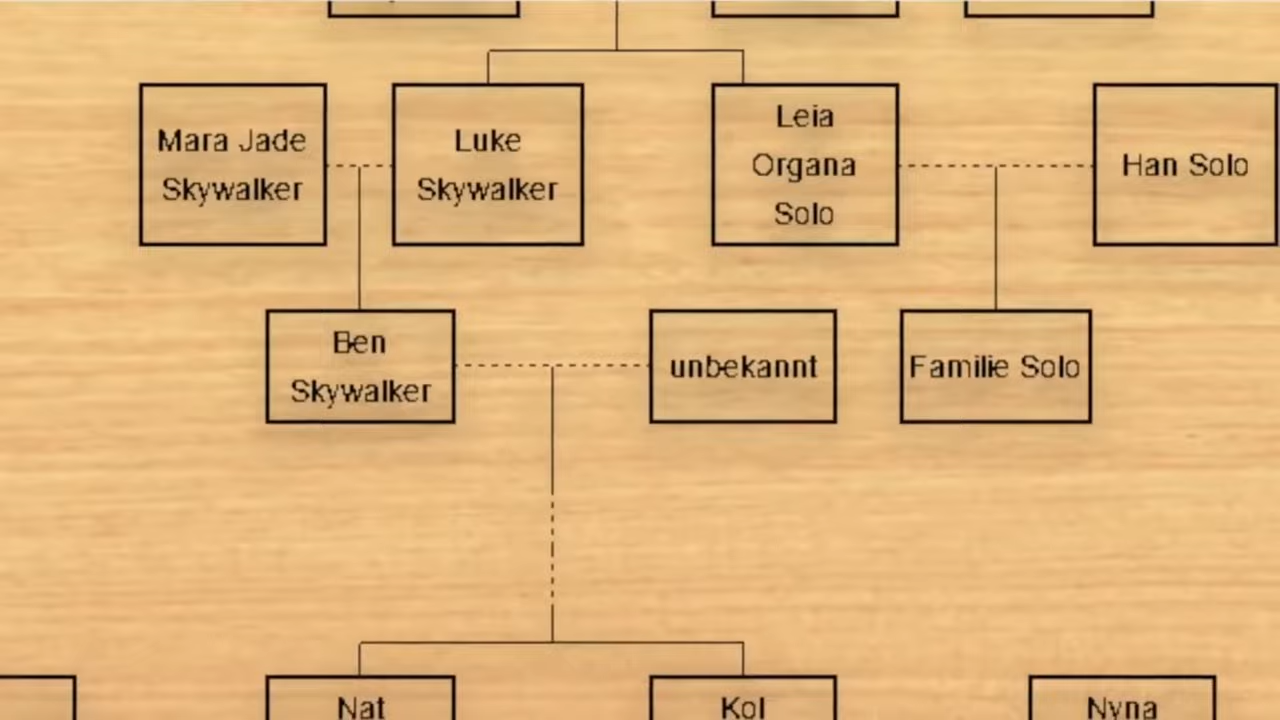 Mara Jade
Skywalker
Luke
Skywalker
Leia
Organa
Solo
Han Solo
Ben
Skywalker
unbekannt
Familie Solo
Nat
Kol
Nyna